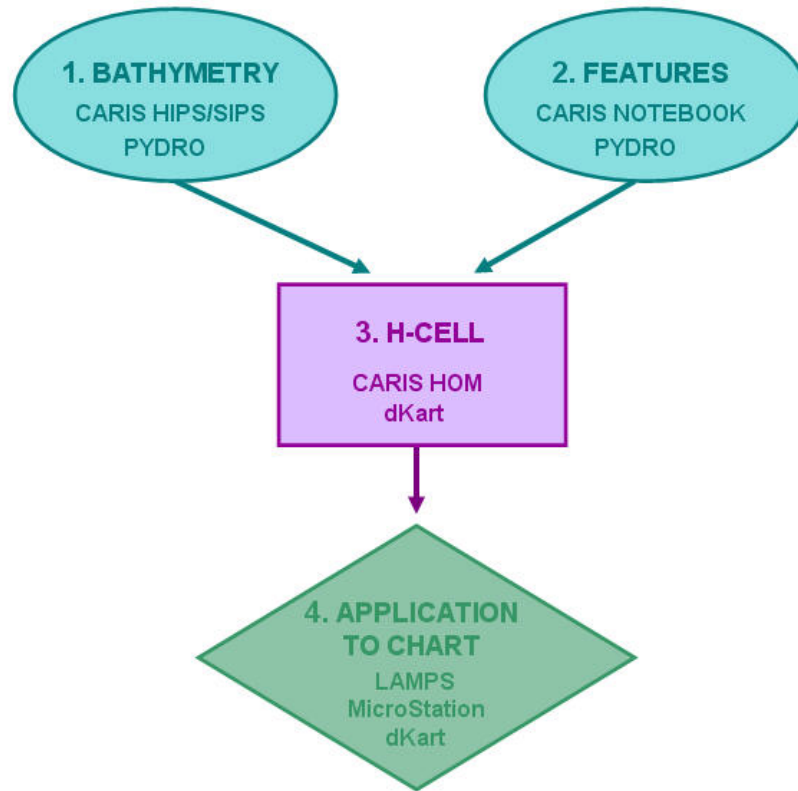 1. BATHYMETRY
CARIS HIPS/SIPS
PYDRO
2. FEATURES
CARIS NOTEBOOK
PYDRO
3. H-CELL
CARIS HOM
dKart
4. APPLICATION
TO CHART
LAMPS
MicroStation
dKart